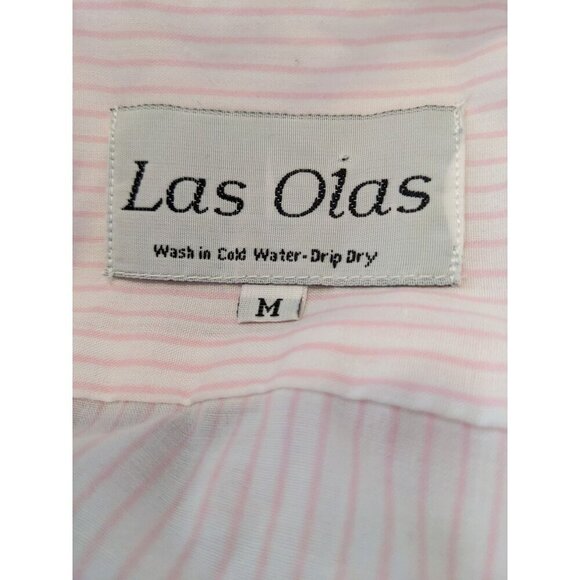 Las Olas
Wash in Cold Water-Drip Dry
M